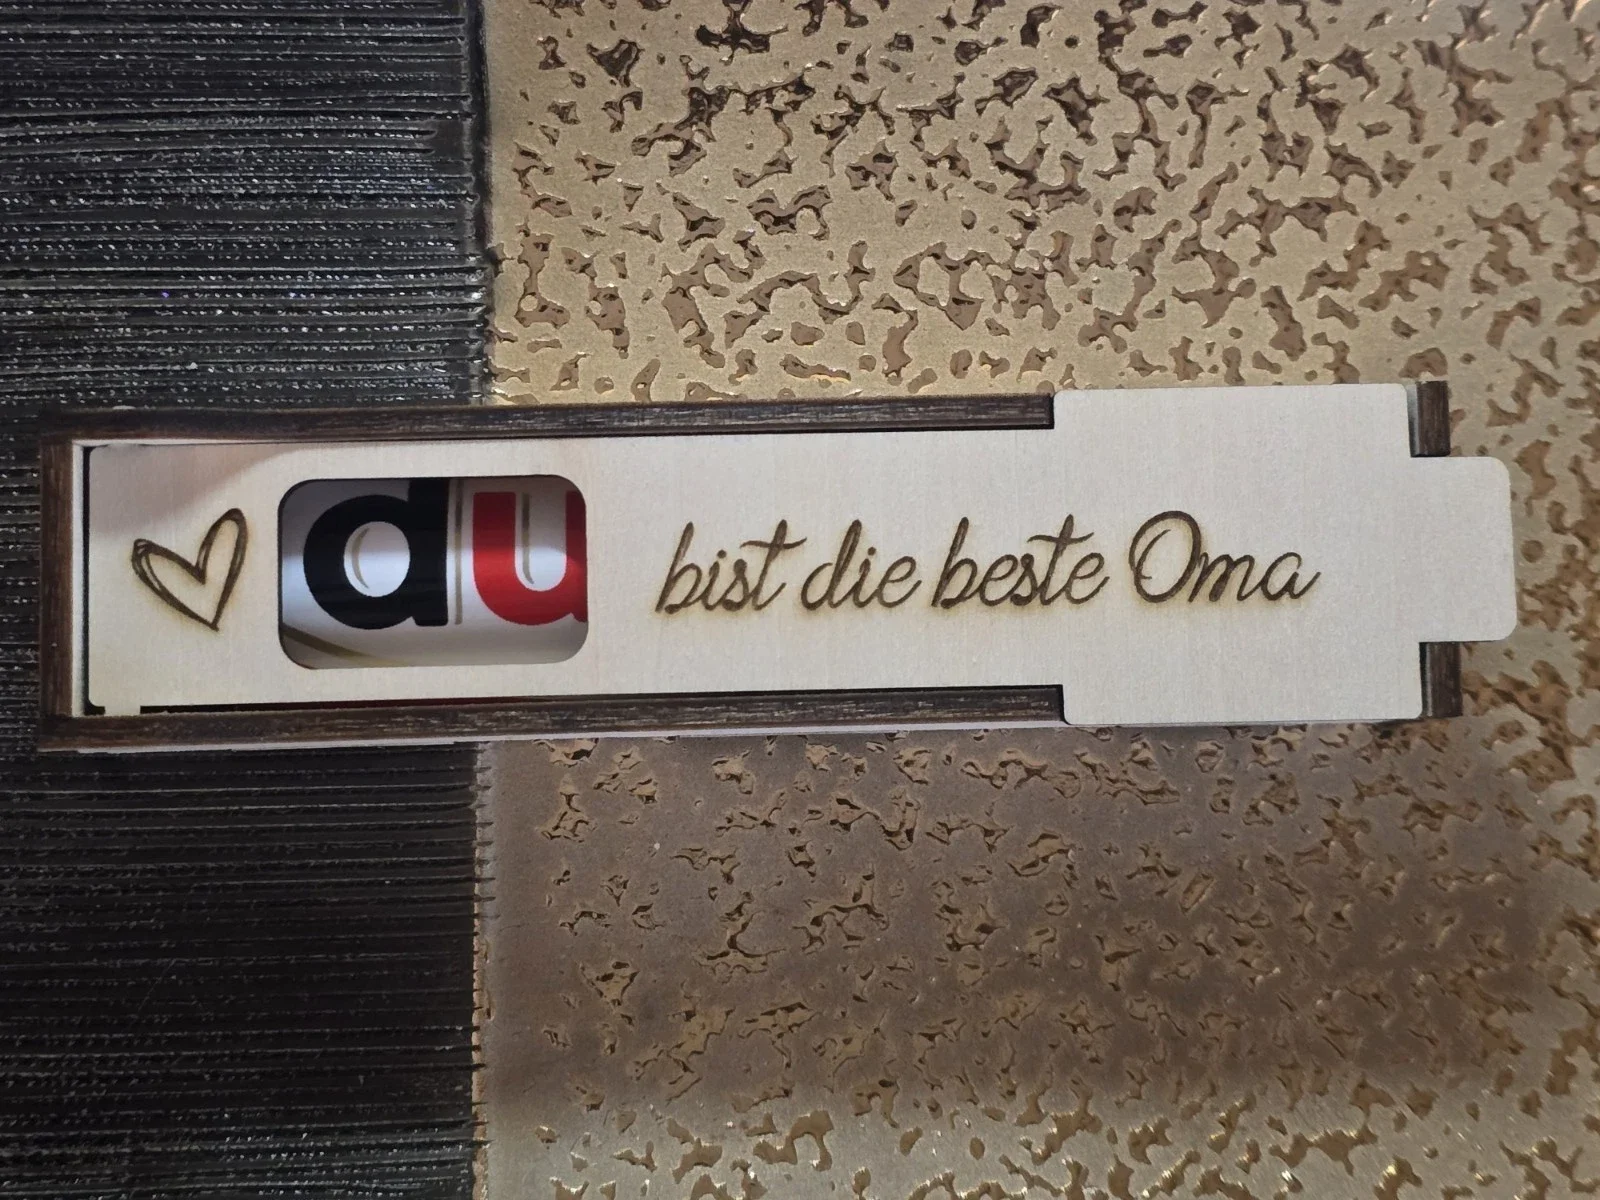 du bist die beste Oma